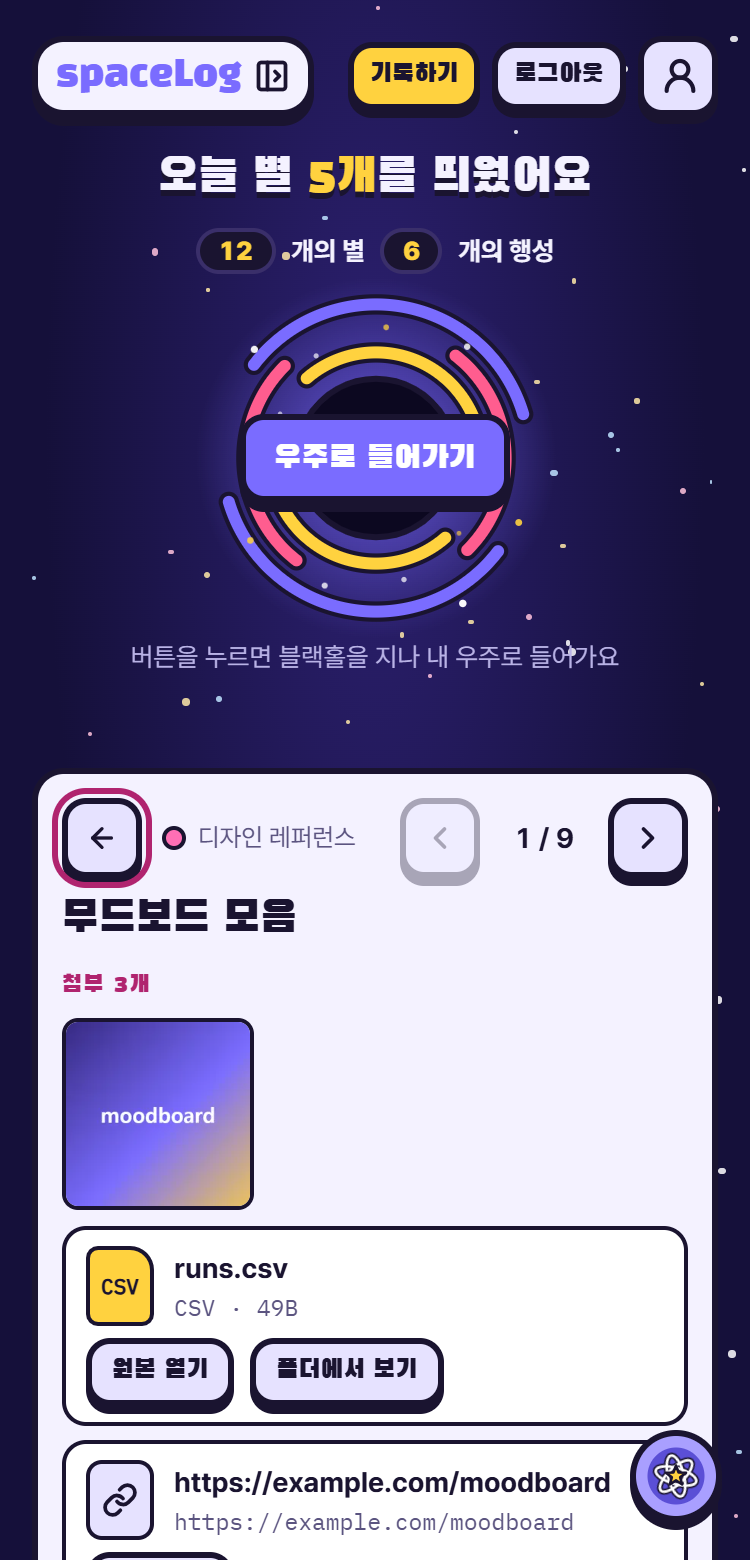 spaceLog
기록하기
로그아웃
오늘 별 5개를 띄웠어요
12 개의 별 6 개의 행성
우주로 들어가기
버튼을 누르면 블랙홀을 지나 내 우주로 들어가요
디자인 레퍼런스
1 / 9
무드보드 모음
첨부 3개
moodboard
CSV
runs.csv
CSV · 49B
원본 열기
폴더에서 보기
https://example.com/moodboard
https://example.com/moodboard